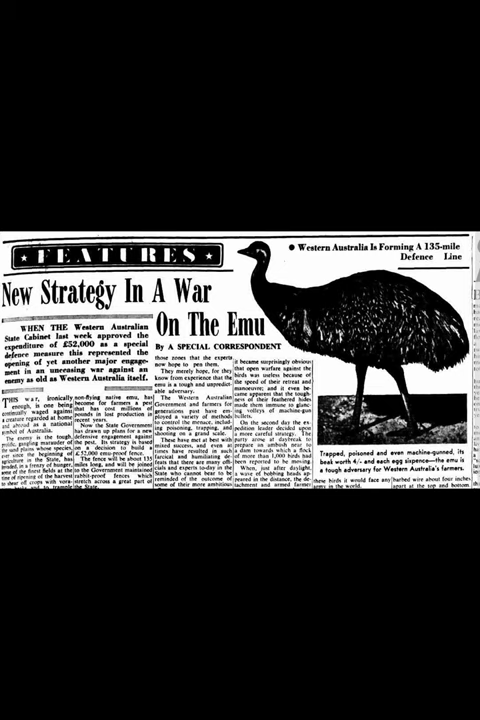 ★ FEATURES ★
New Strategy In A War
On The Emu
By A SPECIAL CORRESPONDENT
● Western Australia Is Forming A 135-mile
Defence Line
WHEN THE Western Australian
State Cabinet last week approved the
expenditure of £52,000 as a special
defence measure this represented the
opening of yet another major engage-
ment in an unceasing war against an
enemy as old as Western Australia itself.
THIS war, ironically
enough, is one being
continually waged against
a creature regarded at home
and abroad as a national
symbol of Australia.
The enemy is the tough,
prolific, gangling marauder of
the sand plains whose species,
since the beginning of
agriculture in the State, has
invaded, in a frenzy of hunger,
some of the finest fields at the
time of ripening of the harvest
to these of crops with vora-
and to trample
non-flying native emu, has
become for farmers a pest
that has cost millions of
pounds in lost production in
recent years.
Now the State Government
has drawn up plans for a new
defensive engagement against
the pest. Its strategy is based
on a decision to build a
£52,000 emu-proof fence.
The fence will be about 135
miles long, and will be joined
to the Government maintained
rabbit-proof fences which
stretch across a great part of
the State.
those zones that the experts
now hope to pen them.
They merely hope, for they
know from experience that the
emu is a tough and unpredict-
able adversary.
The Western Australian
Government and farmers for
generations past have em-
ployed a variety of methods
to control the menace, includ-
ing poisoning, trapping, and
shooting on a grand scale.
These have met at best with
mixed success, and even at
times have resulted in such
farcical and humiliating de-
feats that there are many offi-
cials and experts to-day in the
State who cannot bear to be
reminded of the outcome of
some of their more ambitious
it became surprisingly obvious
that open warfare against the
birds was useless because of
the speed of their retreat and
manoeuvre; and it even be-
came apparent that the tough-
ness of their feathered hides
made them immune to glanc-
ing volleys of machine-gun
bullets.
On the second day the ex-
pedition leader decided upon
a more careful strategy. The
party arose at daybreak to
prepare an ambush near to
a dam towards which a flock
of more than 1,000 birds had
been reported to be moving.
When, just after daylight,
a wave of bobbing heads ap-
peared in the distance, the de-
tachment and armed farmer
Trapped, poisoned and even machine-gunned, its
beak worth 4/- and each egg sixpence—the emu is
a tough adversary for Western Australia's farmers.
these birds it would face any
army in the world.
barbed wire about four inches
apart at the top and bottom